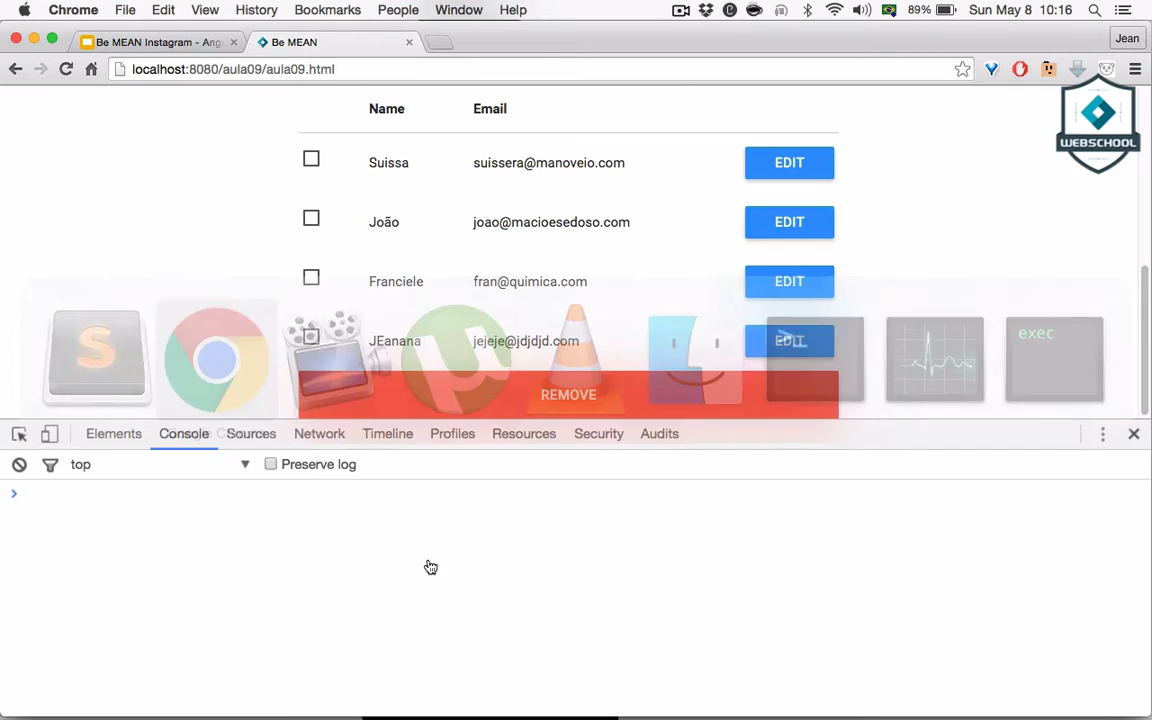 Chrome File Edit View History Bookmarks People Window Help 89% Sun May 8 10:16
Be MEAN Instagram - Ang Be MEAN Jean
localhost:8080/aula09/aula09.html
WEBSCHOOL
Name Email
Suissa suissera@manoveio.com EDIT
João joao@macioesedoso.com EDIT
Franciele fran@quimica.com EDIT
exec
JEanana jejeje@jdjdjd.com EDIT
REMOVE
Elements Console Sources Network Timeline Profiles Resources Security Audits
top Preserve log